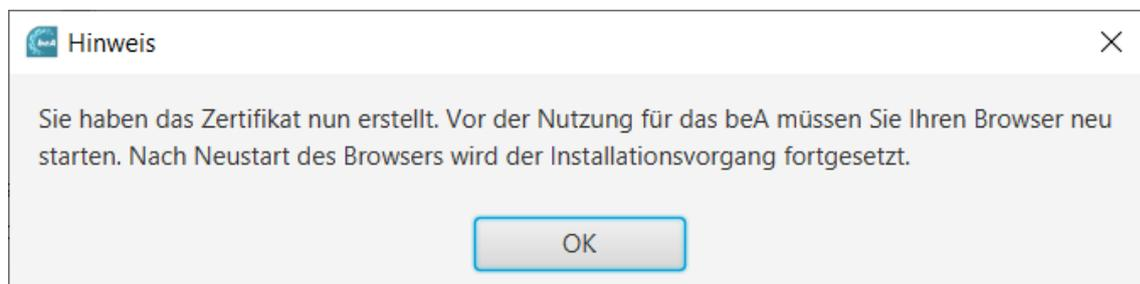 beA Hinweis
Sie haben das Zertifikat nun erstellt. Vor der Nutzung für das beA müssen Sie Ihren Browser neu
starten. Nach Neustart des Browsers wird der Installationsvorgang fortgesetzt.
OK